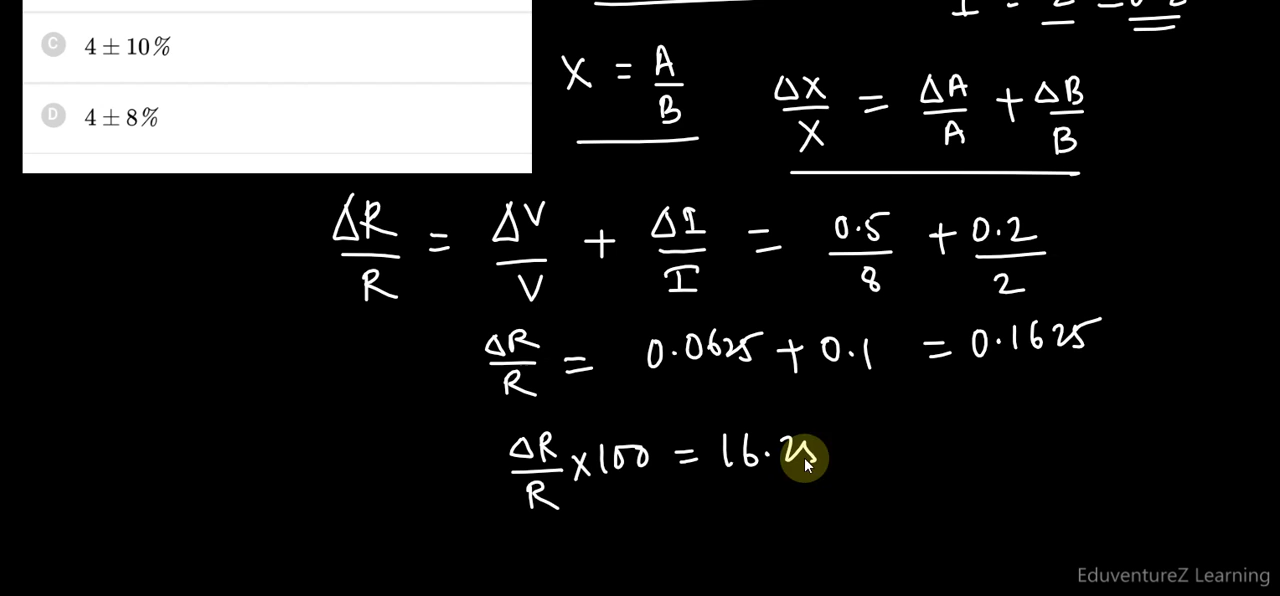 C 4 ± 10%
D 4 ± 8%
X = A/B
ΔX/X = ΔA/A + ΔB/B
ΔR/R = ΔV/V + ΔI/I = 0.5/8 + 0.2/2
ΔR/R = 0.0625 + 0.1 = 0.1625
ΔR/R × 100 = 16.2
EduventureZ Learning